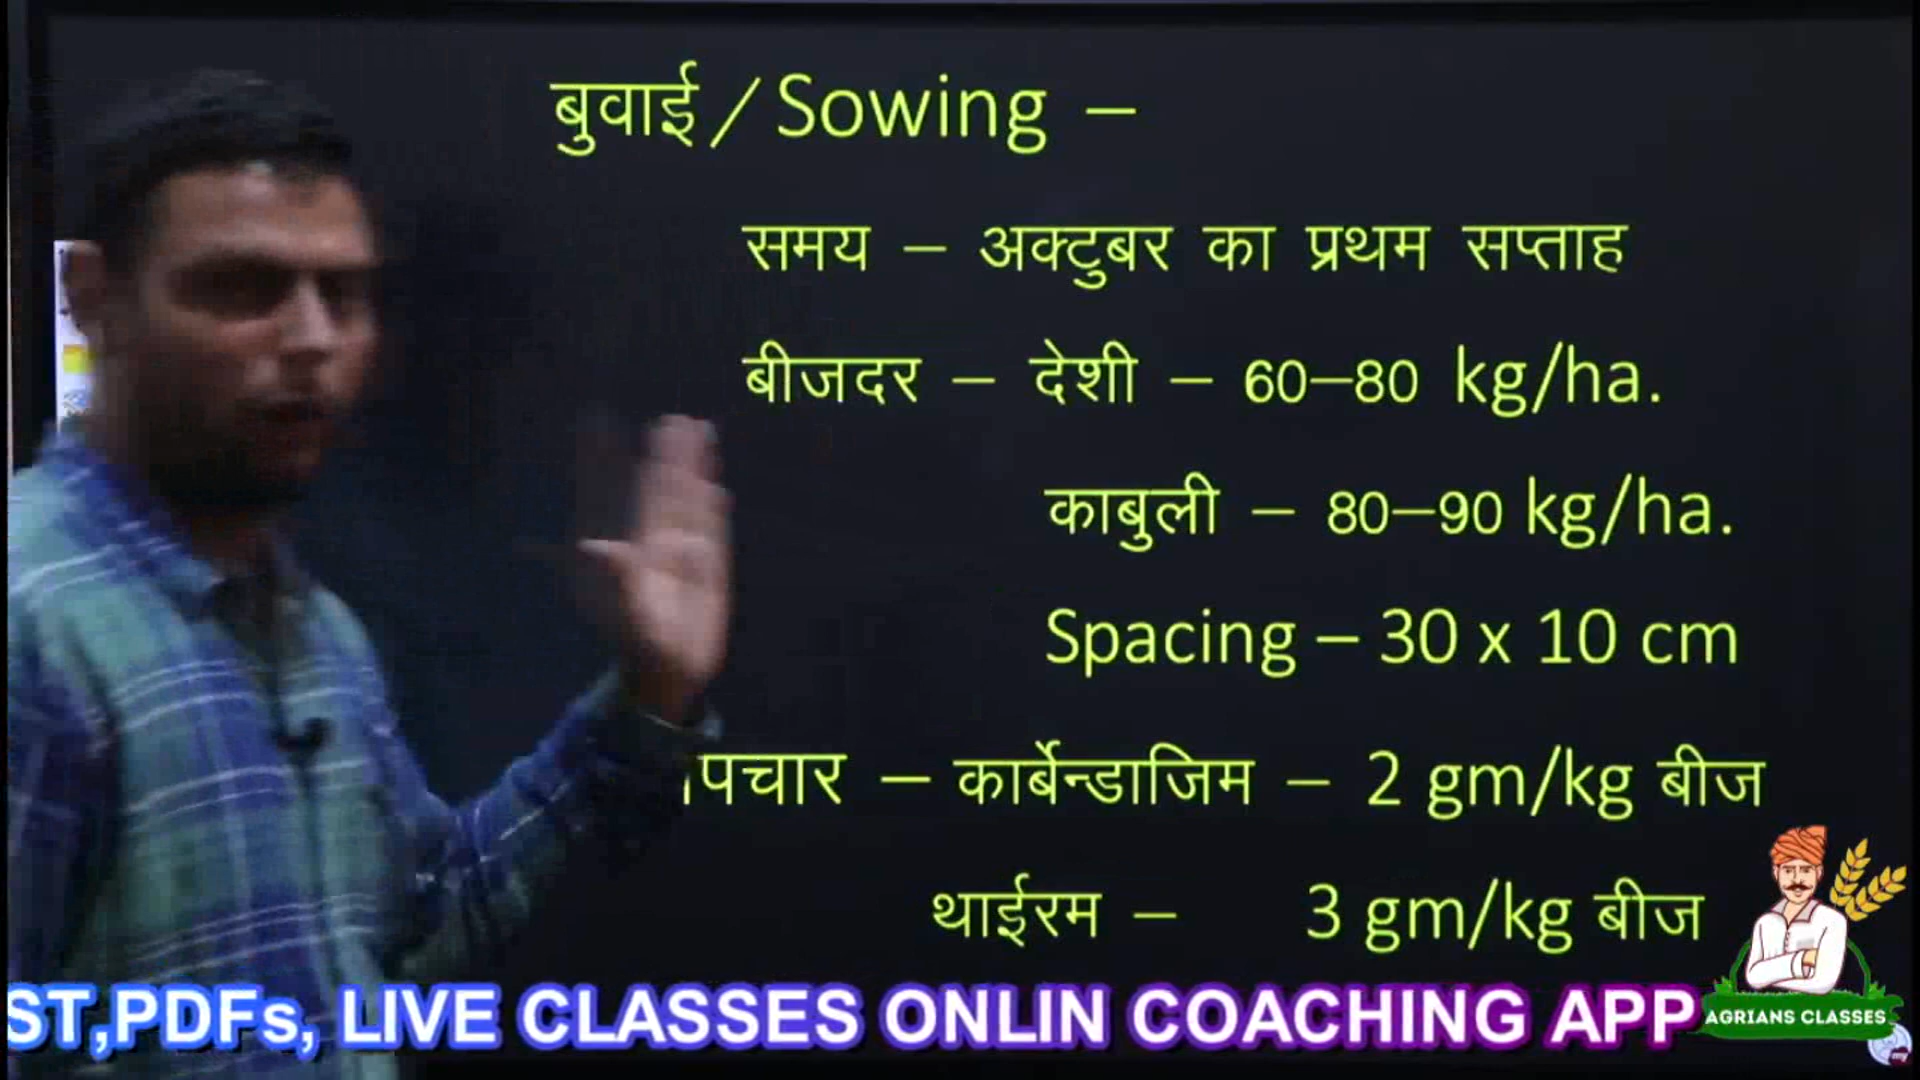 बुवाई / Sowing –
समय – अक्टुबर का प्रथम सप्ताह
बीजदर – देशी – 60–80 kg/ha.
काबुली – 80–90 kg/ha.
Spacing – 30 x 10 cm
– कार्बेन्डाजिम – 2 gm/kg बीज
थाईरम – 3 gm/kg बीज
ST,PDFs, LIVE CLASSES ONLIN COACHING APP
AGRIANS CLASSES